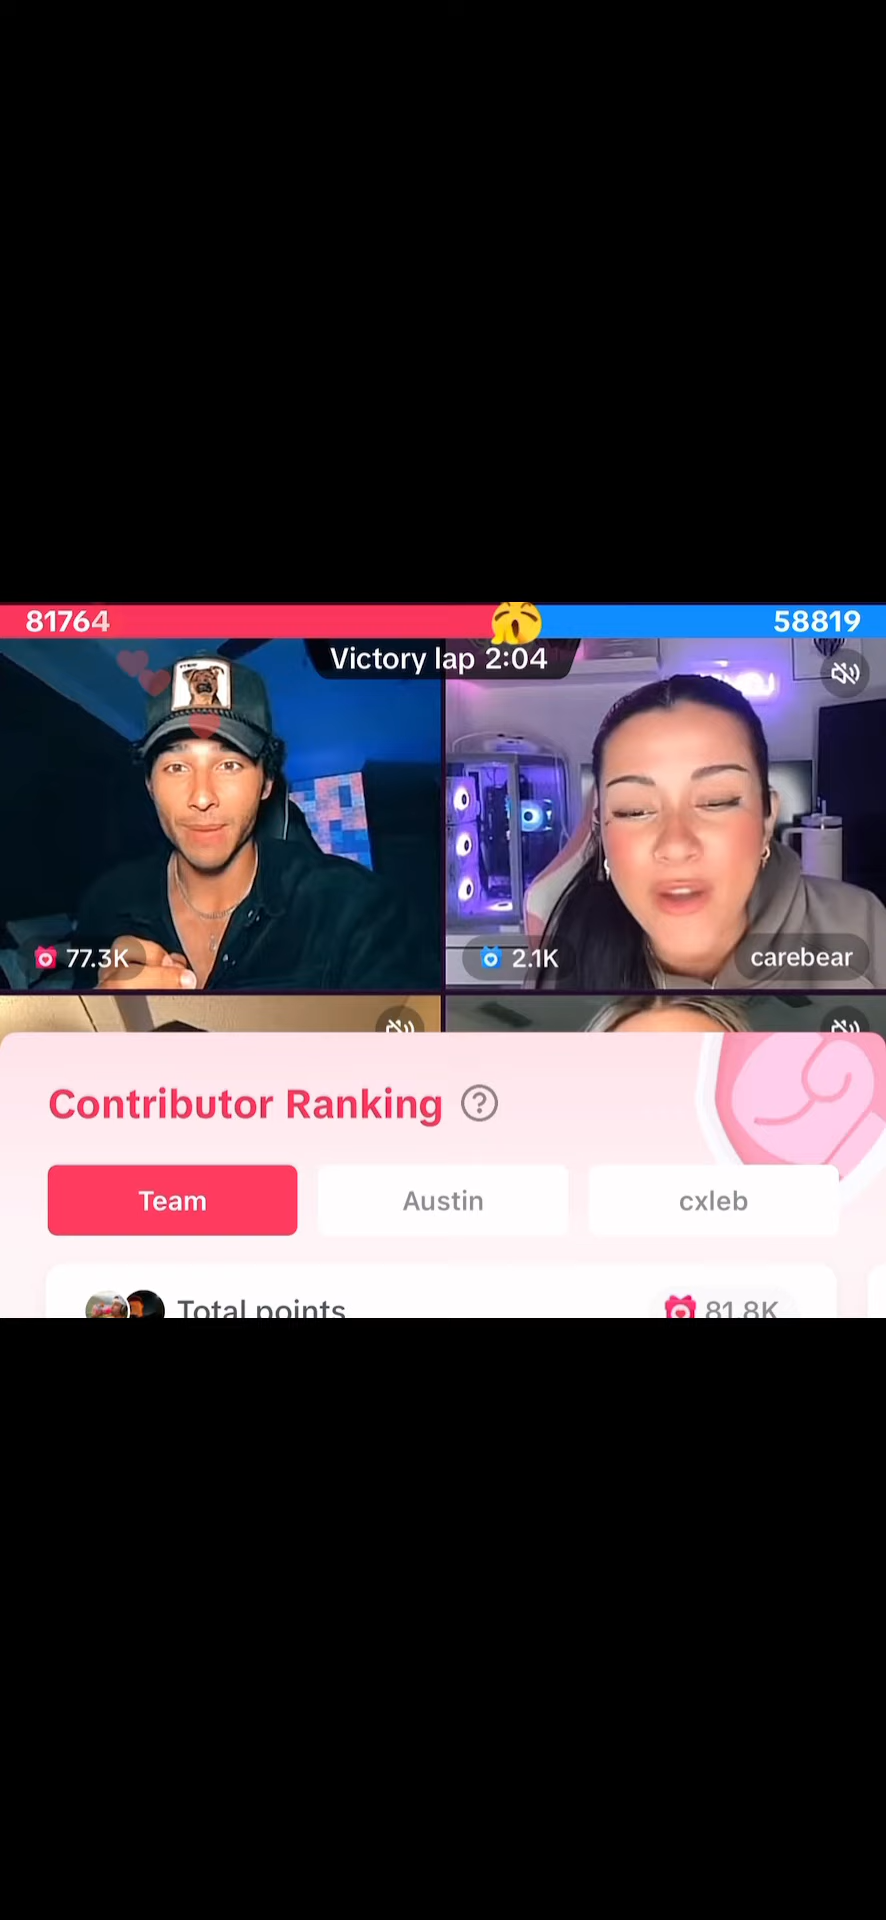 81764
58819
Victory lap 2:04
77.3K
2.1K
carebear
Contributor Ranking ?
Team
Austin
cxleb
Total points
81.8K